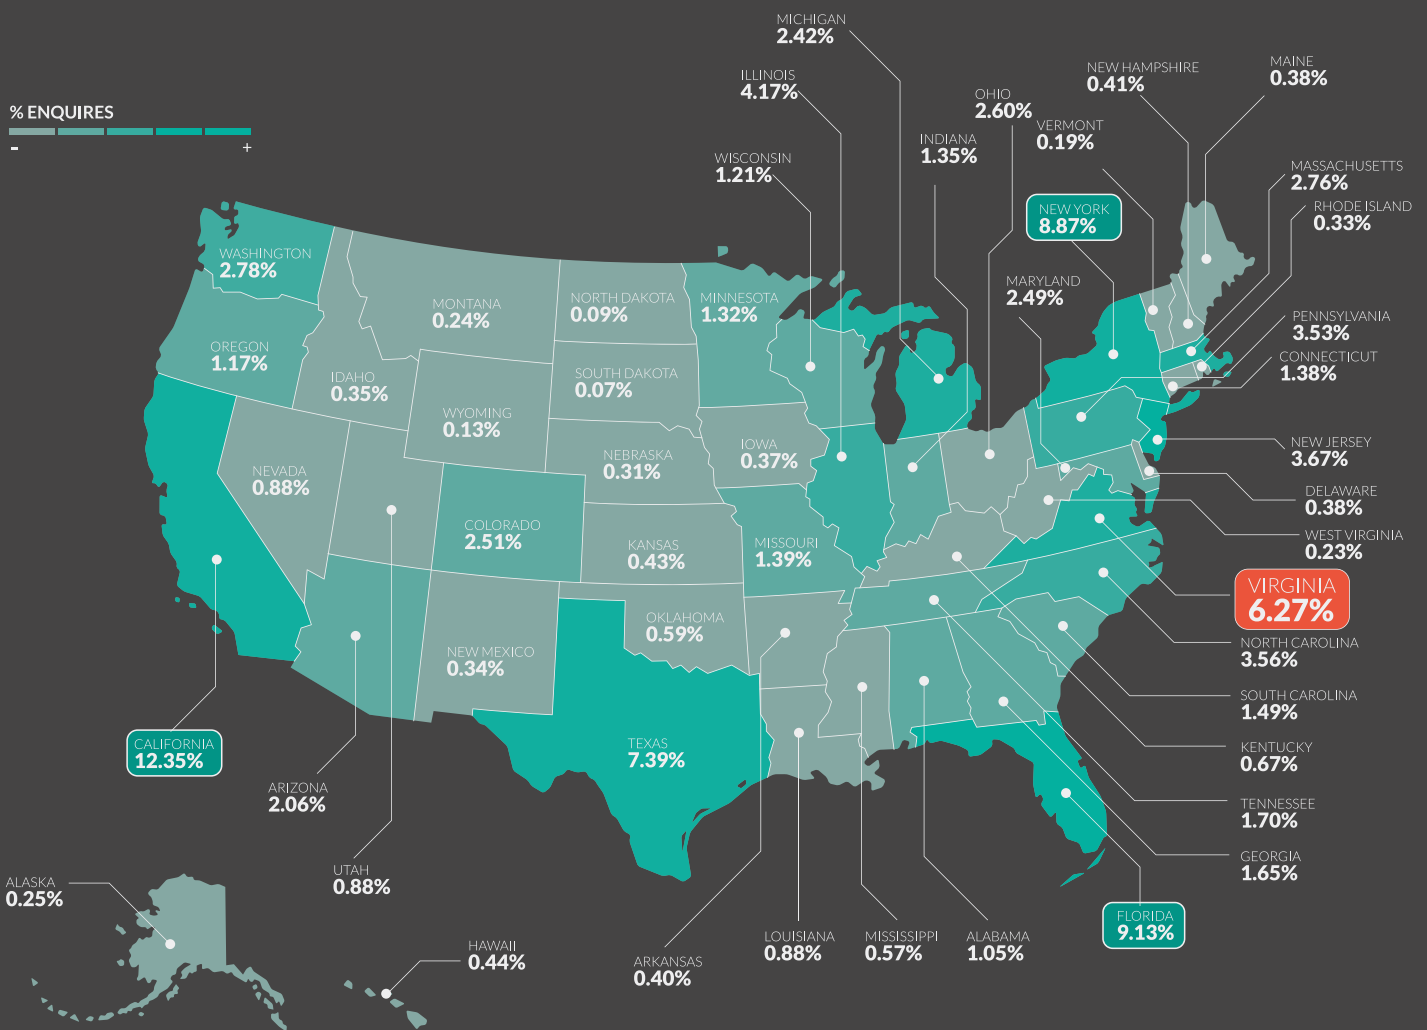 MICHIGAN
2.42%
ILLINOIS
4.17%
OHIO
2.60%
NEW HAMPSHIRE
0.41%
MAINE
0.38%
% ENQUIRES
-
+
INDIANA
1.35%
VERMONT
0.19%
WISCONSIN
1.21%
MASSACHUSETTS
2.76%
RHODE ISLAND
0.33%
NEW YORK
8.87%
WASHINGTON
2.78%
MARYLAND
2.49%
MONTANA
0.24%
NORTH DAKOTA
0.09%
MINNESOTA
1.32%
PENNSYLVANIA
3.53%
OREGON
1.17%
CONNECTICUT
1.38%
IDAHO
0.35%
SOUTH DAKOTA
0.07%
WYOMING
0.13%
NEW JERSEY
3.67%
IOWA
0.37%
NEBRASKA
0.31%
NEVADA
0.88%
DELAWARE
0.38%
COLORADO
2.51%
WEST VIRGINIA
0.23%
MISSOURI
1.39%
KANSAS
0.43%
VIRGINIA
6.27%
OKLAHOMA
0.59%
NORTH CAROLINA
3.56%
NEW MEXICO
0.34%
SOUTH CAROLINA
1.49%
CALIFORNIA
12.35%
TEXAS
7.39%
KENTUCKY
0.67%
ARIZONA
2.06%
TENNESSEE
1.70%
GEORGIA
1.65%
UTAH
0.88%
ALASKA
0.25%
FLORIDA
9.13%
LOUISIANA
0.88%
MISSISSIPPI
0.57%
ALABAMA
1.05%
HAWAII
0.44%
ARKANSAS
0.40%